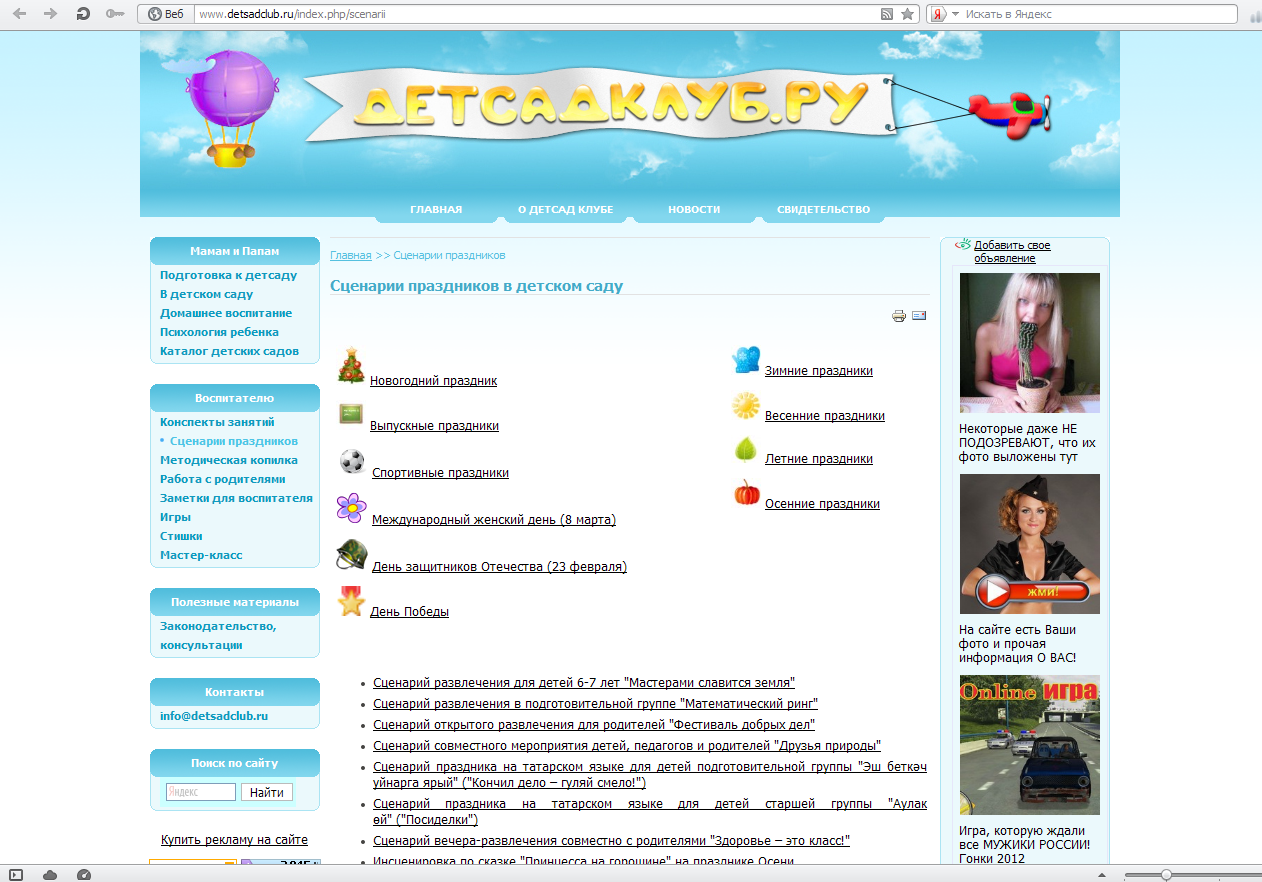 Веб
www.detsadclub.ru/index.php/scenarii
Я
Искать в Яндекс
ДЕТСАДКЛУБ.РУ
ГЛАВНАЯ
О ДЕТСАД КЛУБЕ
НОВОСТИ
СВИДЕТЕЛЬСТВО
Мамам и Папам
Подготовка к детсаду
В детском саду
Домашнее воспитание
Психология ребенка
Каталог детских садов
Воспитателю
Конспекты занятий
Сценарии праздников
Методическая копилка
Работа с родителями
Заметки для воспитателя
Игры
Стишки
Мастер-класс
Полезные материалы
Законодательство,
консультации
Контакты
info@detsadclub.ru
Поиск по сайту
Яндекс
Найти
Купить рекламу на сайте
Главная >> Сценарии праздников
Сценарии праздников в детском саду
Новогодний праздник
Выпускные праздники
Спортивные праздники
Международный женский день (8 марта)
День защитников Отечества (23 февраля)
День Победы
Зимние праздники
Весенние праздники
Летние праздники
Осенние праздники
• Сценарий развлечения для детей 6-7 лет "Мастерами славится земля"
• Сценарий развлечения в подготовительной группе "Математический ринг"
• Сценарий открытого развлечения для родителей "Фестиваль добрых дел"
• Сценарий совместного мероприятия детей, педагогов и родителей "Друзья природы"
• Сценарий праздника на татарском языке для детей подготовительной группы "Эш беткәч
уйнарга ярый" ("Кончил дело – гуляй смело!")
• Сценарий праздника на татарском языке для детей старшей группы "Аулак
өй" ("Посиделки")
• Сценарий вечера-развлечения совместно с родителями "Здоровье – это класс!"
• Инсценировка по сказке "Принцесса на горошине" на празднике Осени
Добавить свое
объявление
Некоторые даже НЕ
ПОДОЗРЕВАЮТ, что их
фото выложены тут
ЖМИ!
На сайте есть Ваши
фото и прочая
информация О ВАС!
Online игра
Игра, которую ждали
все МУЖИКИ РОССИИ!
Гонки 2012